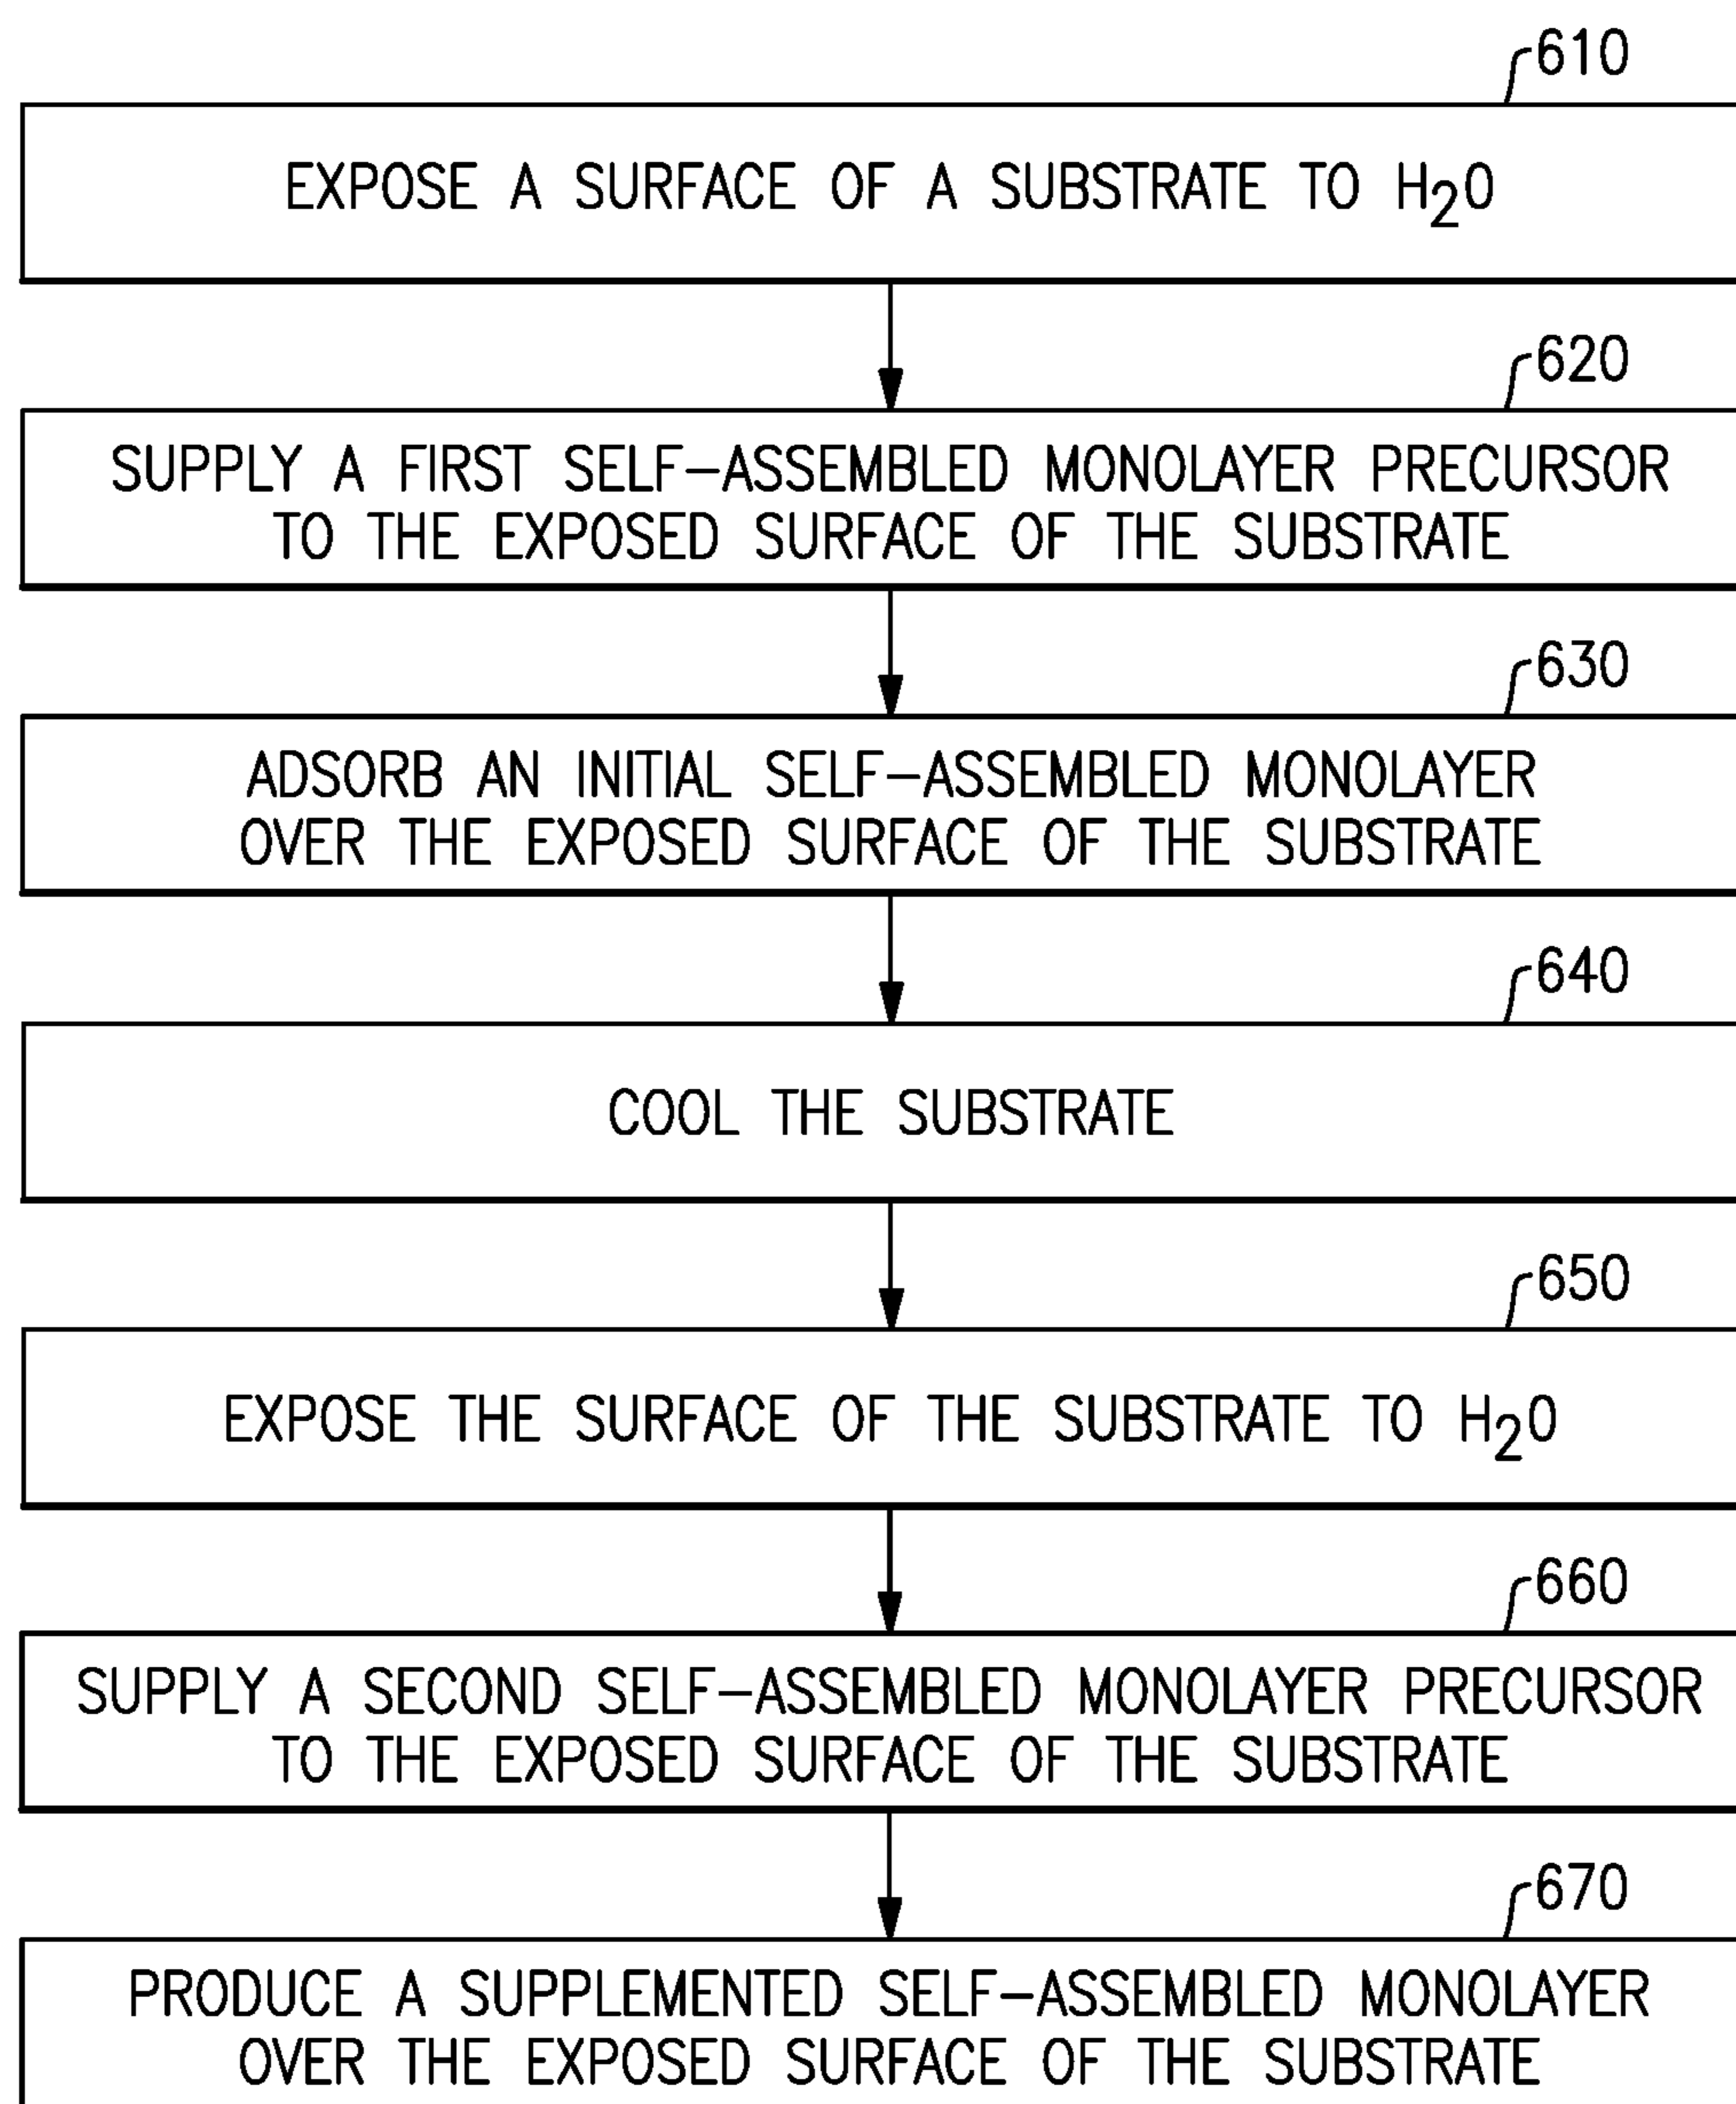 610
EXPOSE A SURFACE OF A SUBSTRATE TO H₂O
620
SUPPLY A FIRST SELF-ASSEMBLED MONOLAYER PRECURSOR
TO THE EXPOSED SURFACE OF THE SUBSTRATE
630
ADSORB AN INITIAL SELF-ASSEMBLED MONOLAYER
OVER THE EXPOSED SURFACE OF THE SUBSTRATE
640
COOL THE SUBSTRATE
650
EXPOSE THE SURFACE OF THE SUBSTRATE TO H₂O
660
SUPPLY A SECOND SELF-ASSEMBLED MONOLAYER PRECURSOR
TO THE EXPOSED SURFACE OF THE SUBSTRATE
670
PRODUCE A SUPPLEMENTED SELF-ASSEMBLED MONOLAYER
OVER THE EXPOSED SURFACE OF THE SUBSTRATE